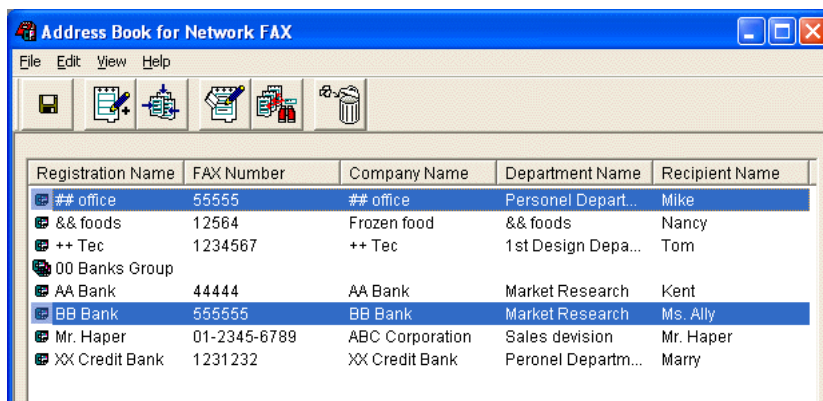 Address Book for Network FAX
File Edit View Help
Registration Name FAX Number Company Name Department Name Recipient Name
## office 55555 ## office Personel Depart... Mike
&& foods 12564 Frozen food && foods Nancy
++ Tec 1234567 ++ Tec 1st Design Depa... Tom
00 Banks Group
AA Bank 44444 AA Bank Market Research Kent
BB Bank 555555 BB Bank Market Research Ms. Ally
Mr. Haper 01-2345-6789 ABC Corporation Sales devision Mr. Haper
XX Credit Bank 1231232 XX Credit Bank Peronel Departm... Marry